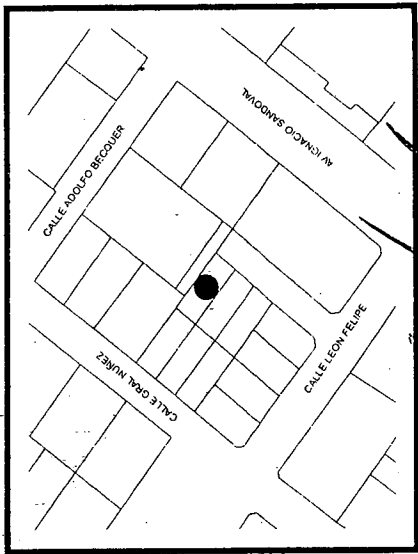 AV IGNACIO SANDOVAL
CALLE ADOLFO BECQUER
CALLE LEON FELIPE
CALLE GRAL NUÑEZ